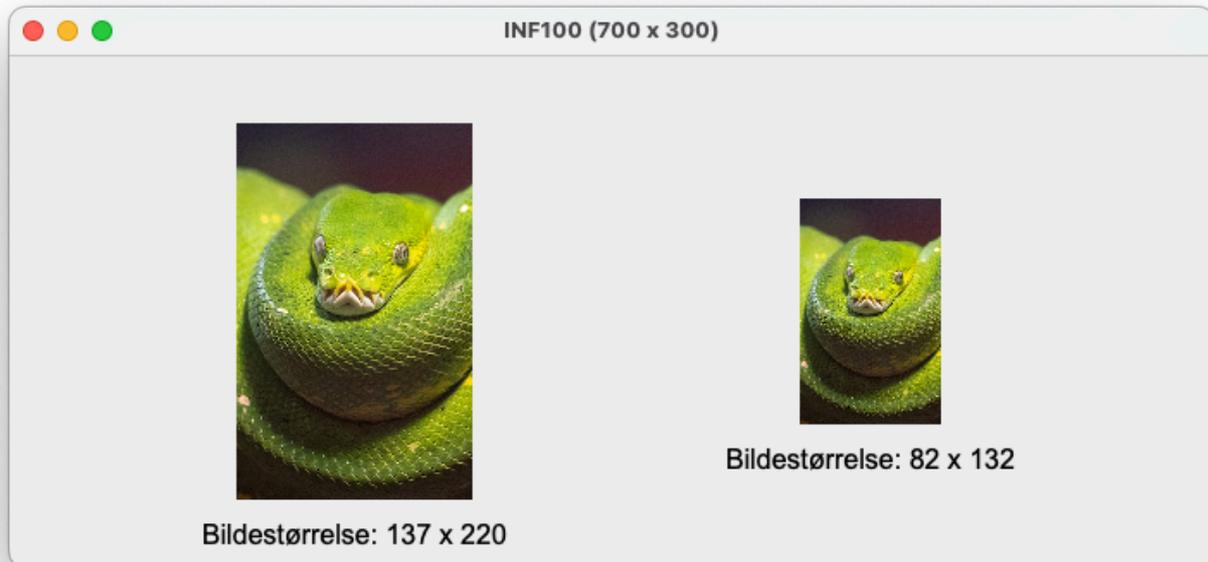 INF100 (700 x 300)
Bildestørrelse: 137 x 220
Bildestørrelse: 82 x 132